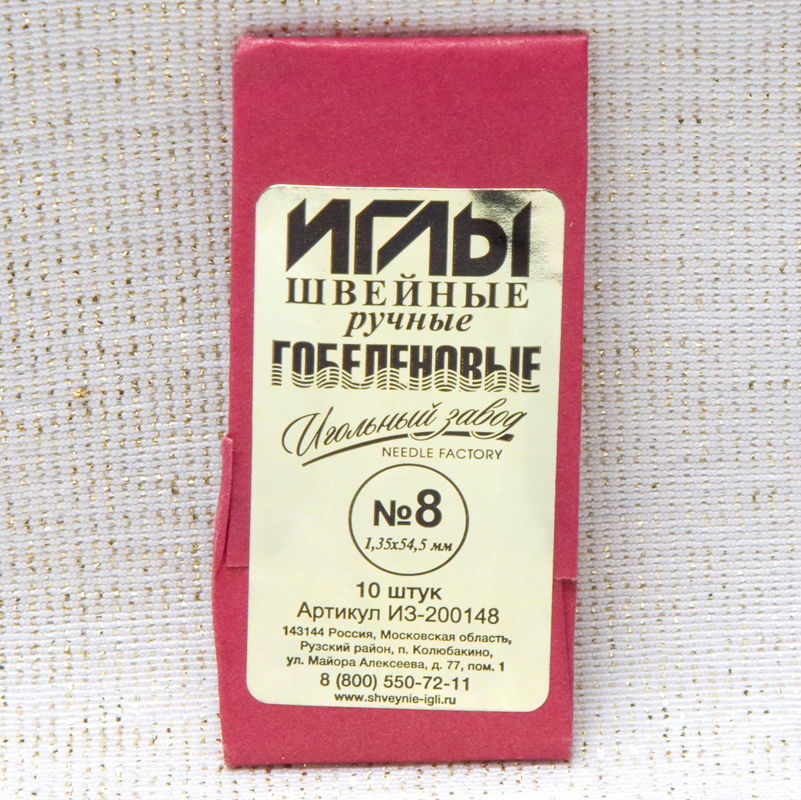 ИГЛЫ
ШВЕЙНЫЕ
ручные
ГОБЕЛЕНОВЫЕ
Игольный завод
NEEDLE FACTORY
№8
1,35x54,5 мм
10 штук
Артикул ИЗ-200148
143144 Россия, Московская область,
Рузский район, п. Колюбакино,
ул. Майора Алексеева, д. 77, пом. 1
8 (800) 550-72-11
www.shveynie-igli.ru